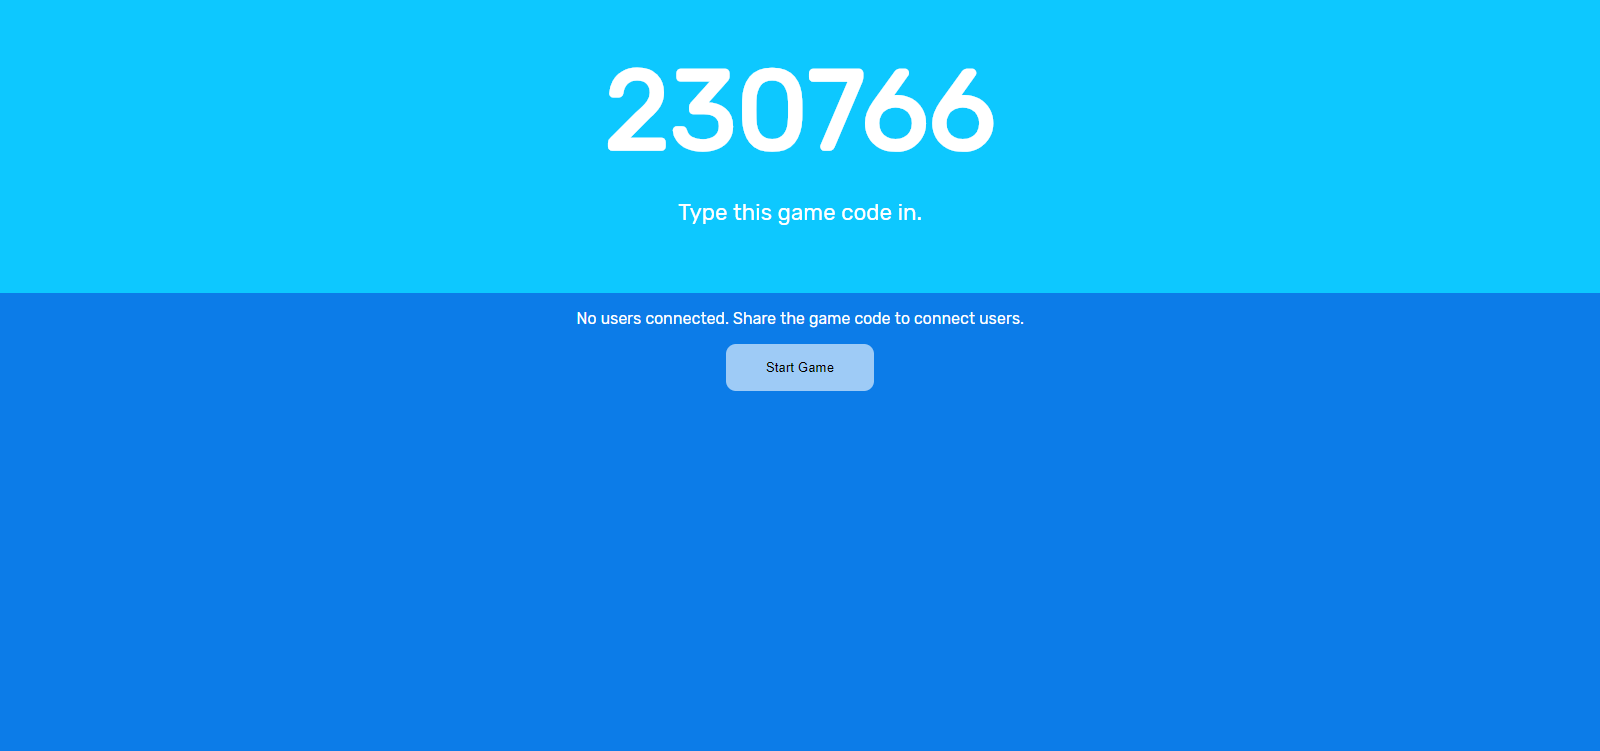 230766
Type this game code in.
No users connected. Share the game code to connect users.
Start Game